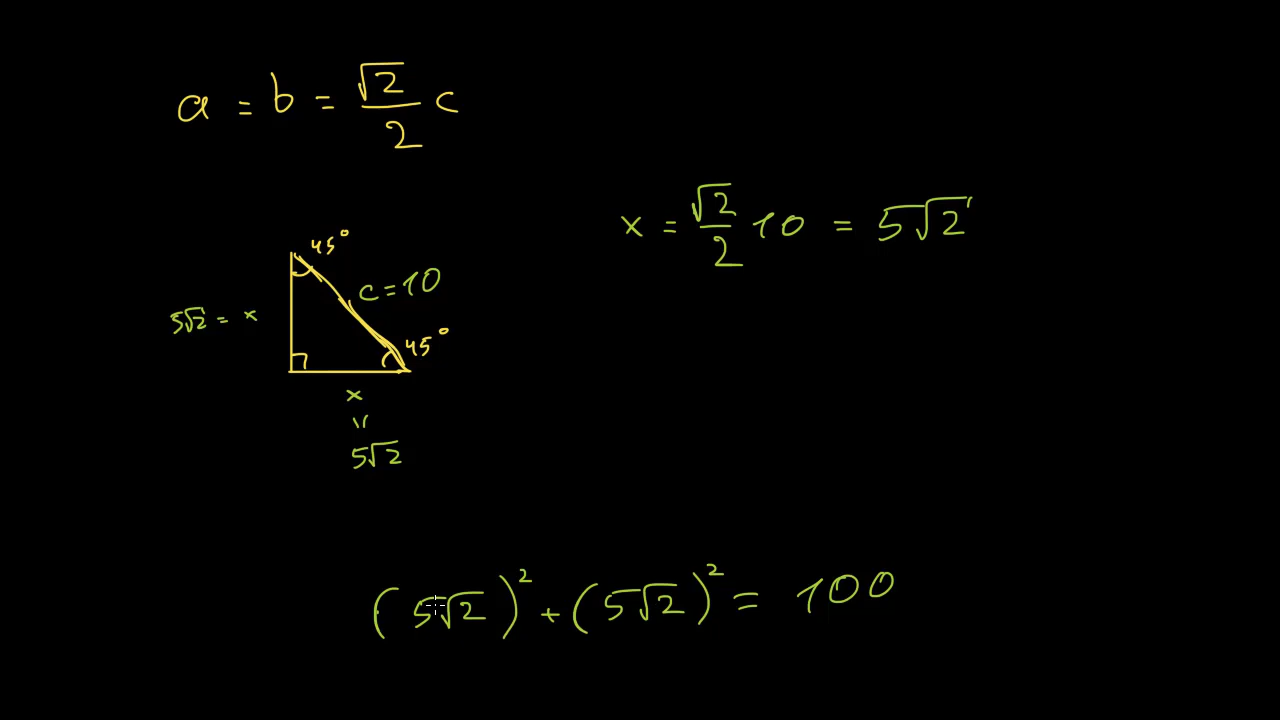 a = b = √2/2 c
x = √2/2 10 = 5√2
45°
c = 10
5√2 = x
45°
x
=
5√2
(5√2)² + (5√2)² = 100